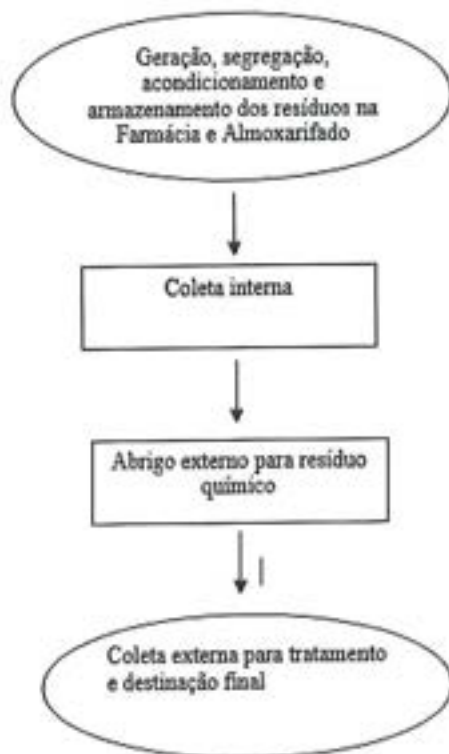 Geração, segregação,
acondicionamento e
armazenamento dos resíduos na
Farmácia e Almoxarifado
Coleta interna
Abrigo externo para resíduo
químico
Coleta externa para tratamento
e destinação final